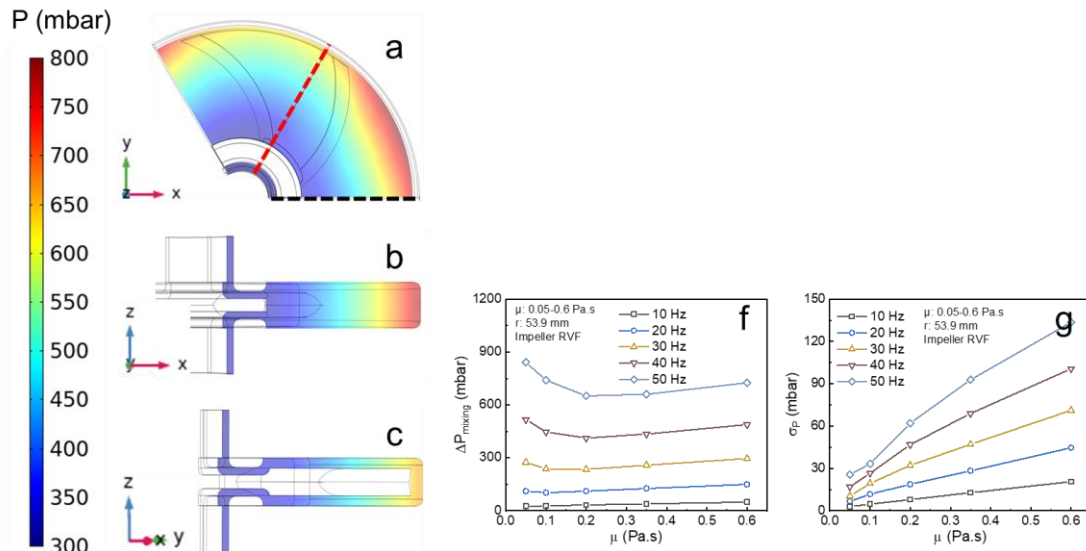 P (mbar)
800
750
700
650
600
550
500
450
400
350
300
a
y
z
x
b
z
y
x
c
z
x
y
f
μ: 0.05-0.6 Pa.s
r: 53.9 mm
Impeller RVF
10 Hz
20 Hz
30 Hz
40 Hz
50 Hz
ΔPmixing (mbar)
1200
900
600
300
0
0.0 0.1 0.2 0.3 0.4 0.5 0.6
μ (Pa.s)
g
μ: 0.05-0.6 Pa.s
r: 53.9 mm
Impeller RVF
10 Hz
20 Hz
30 Hz
40 Hz
50 Hz
σP (mbar)
150
120
90
60
30
0
0.0 0.1 0.2 0.3 0.4 0.5 0.6
μ (Pa.s)